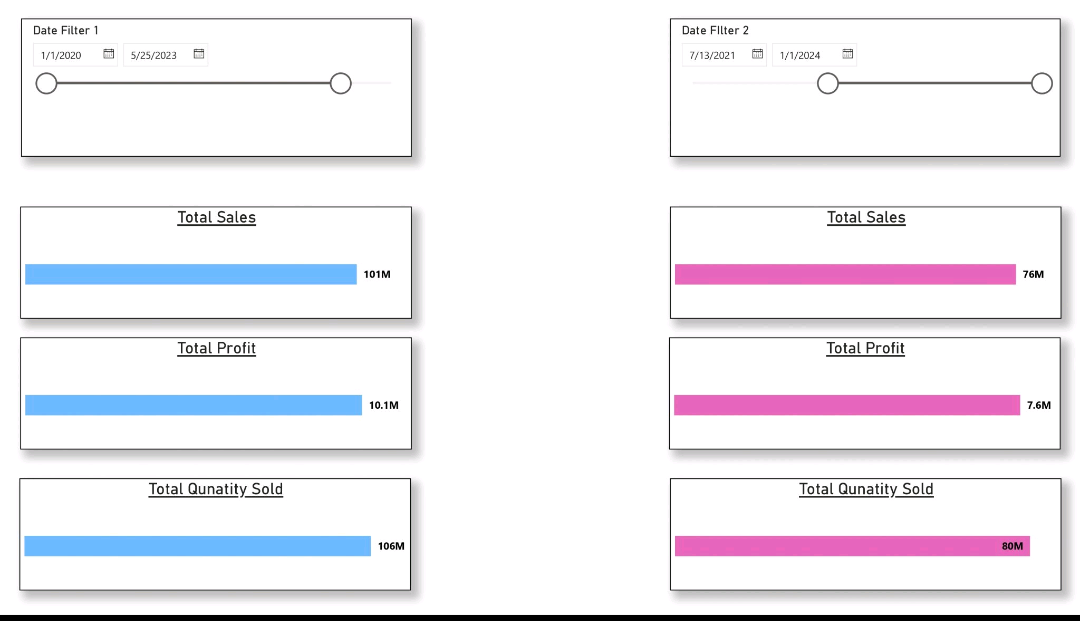 Date Filter 1
1/1/2020 5/25/2023
Total Sales
101M
Total Profit
10.1M
Total Qunatity Sold
106M
Date FIlter 2
7/13/2021 1/1/2024
Total Sales
76M
Total Profit
7.6M
Total Qunatity Sold
80M